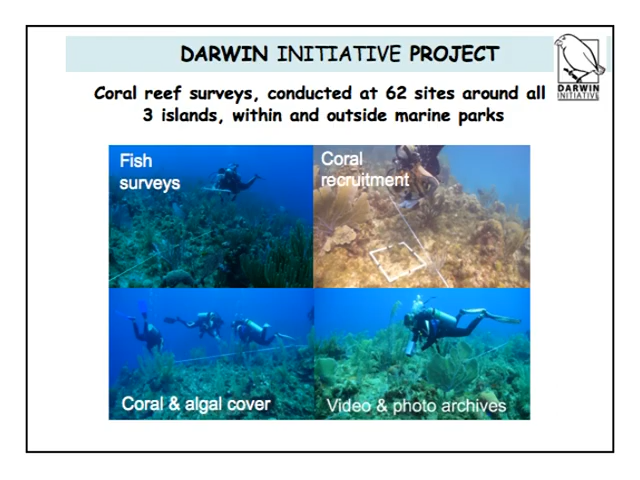 DARWIN INITIATIVE PROJECT
DARWIN
INITIATIVE
Coral reef surveys, conducted at 62 sites around all
3 islands, within and outside marine parks
Fish
surveys
Coral
recruitment
Coral & algal cover
Video & photo archives